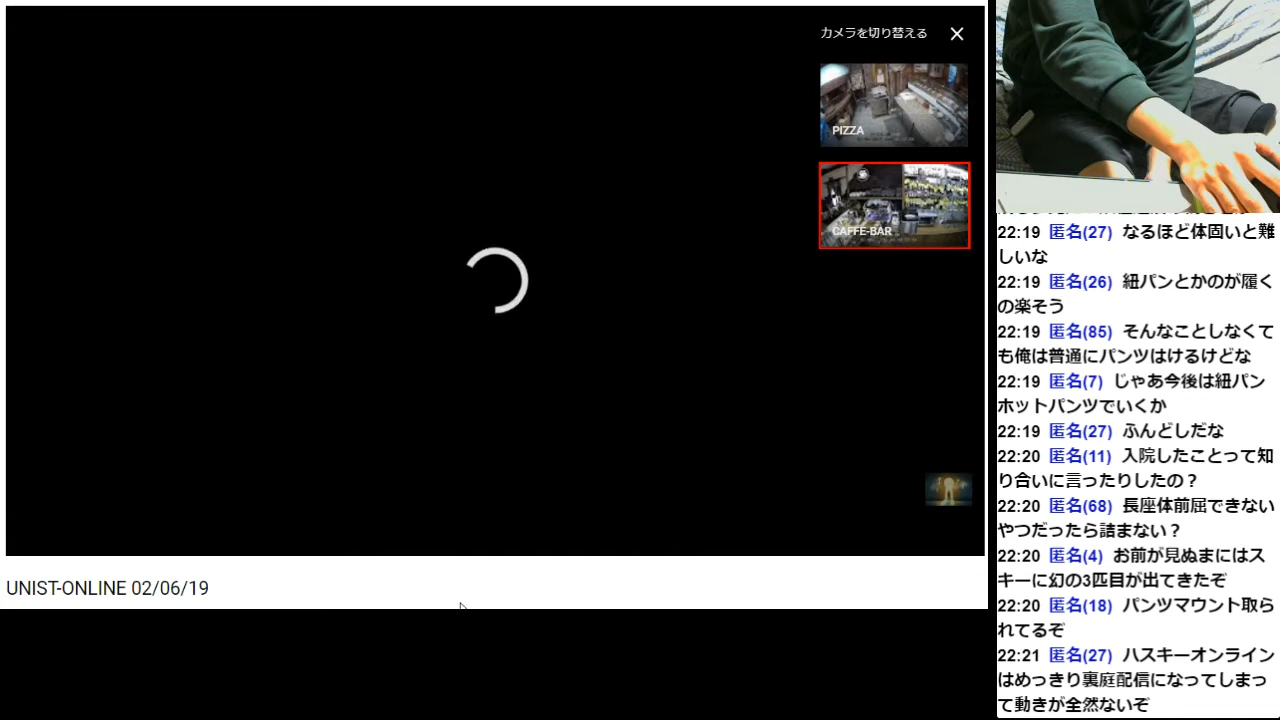 カメラを切り替える
PIZZA
CAFFE-BAR
UNIST-ONLINE 02/06/19
22:19 匿名(27) なるほど体固いと難
しいな
22:19 匿名(26) 紐パンとかのが履く
の楽そう
22:19 匿名(85) そんなことしなくて
も俺は普通にパンツはけるけどな
22:19 匿名(7) じゃあ今後は紐パン
ホットパンツでいくか
22:19 匿名(27) ふんどしだな
22:20 匿名(11) 入院したことって知
り合いに言ったりしたの？
22:20 匿名(68) 長座体前屈できない
やつだったら詰まない？
22:20 匿名(4) お前が見ぬまにはス
キーに幻の3匹目が出てきたぞ
22:20 匿名(18) パンツマウント取ら
れてるぞ
22:21 匿名(27) ハスキーオンライン
はめっきり裏庭配信になってしまっ
て動きが全然ないぞ